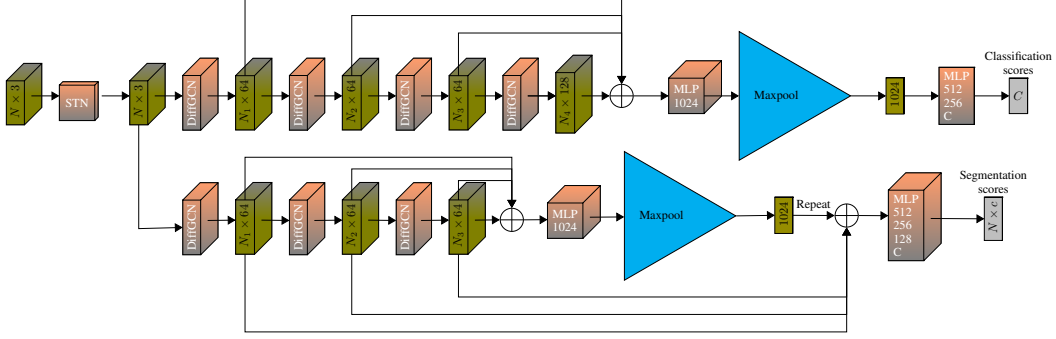 Classification
scores
N × 3
STN
N × 3
DiffGCN
N₁ × 64
DiffGCN
N₂ × 64
DiffGCN
N₃ × 64
DiffGCN
N₄ × 128
MLP
1024
Maxpool
1024
MLP
512
256
C
C
Segmentation
scores
DiffGCN
N₁ × 64
DiffGCN
N₂ × 64
DiffGCN
N₃ × 64
MLP
1024
Maxpool
1024
Repeat
MLP
512
256
128
C
N × c